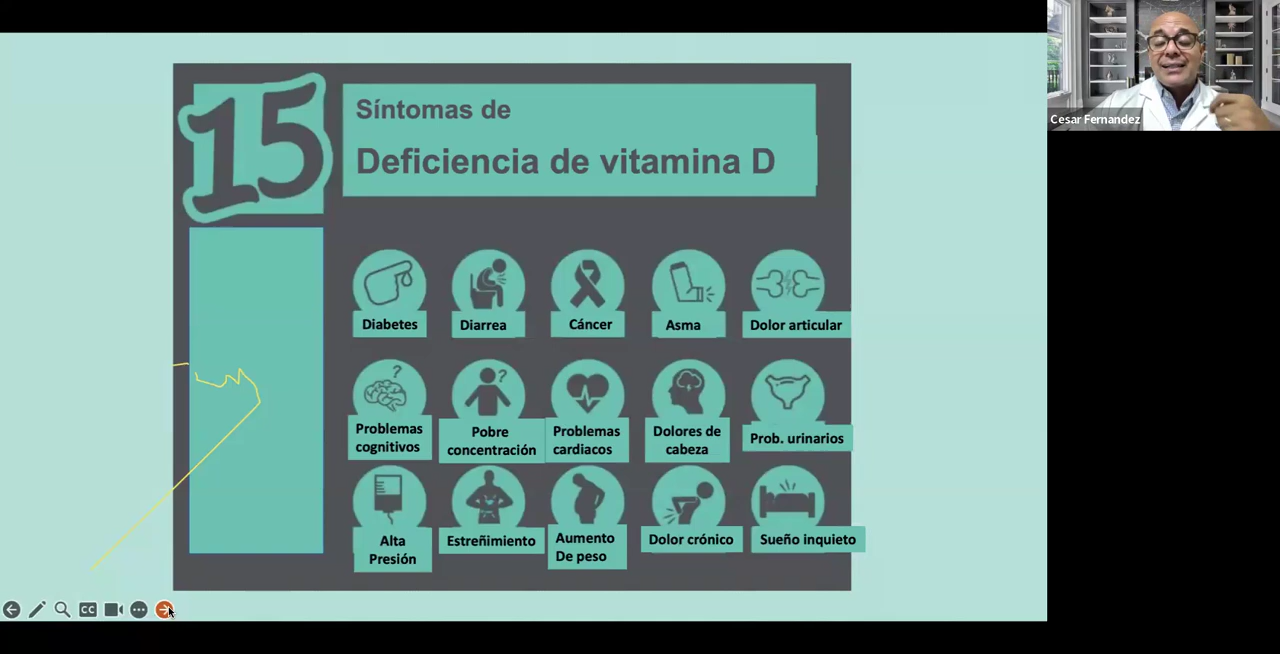 15
Síntomas de
Deficiencia de vitamina D
Diabetes
Diarrea
Cáncer
Asma
Dolor articular
Problemas
cognitivos
Pobre
concentración
Problemas
cardiacos
Dolores de
cabeza
Prob. urinarios
Alta
Presión
Estreñimiento
Aumento
De peso
Dolor crónico
Sueño inquieto
CC
Cesar Fernandez